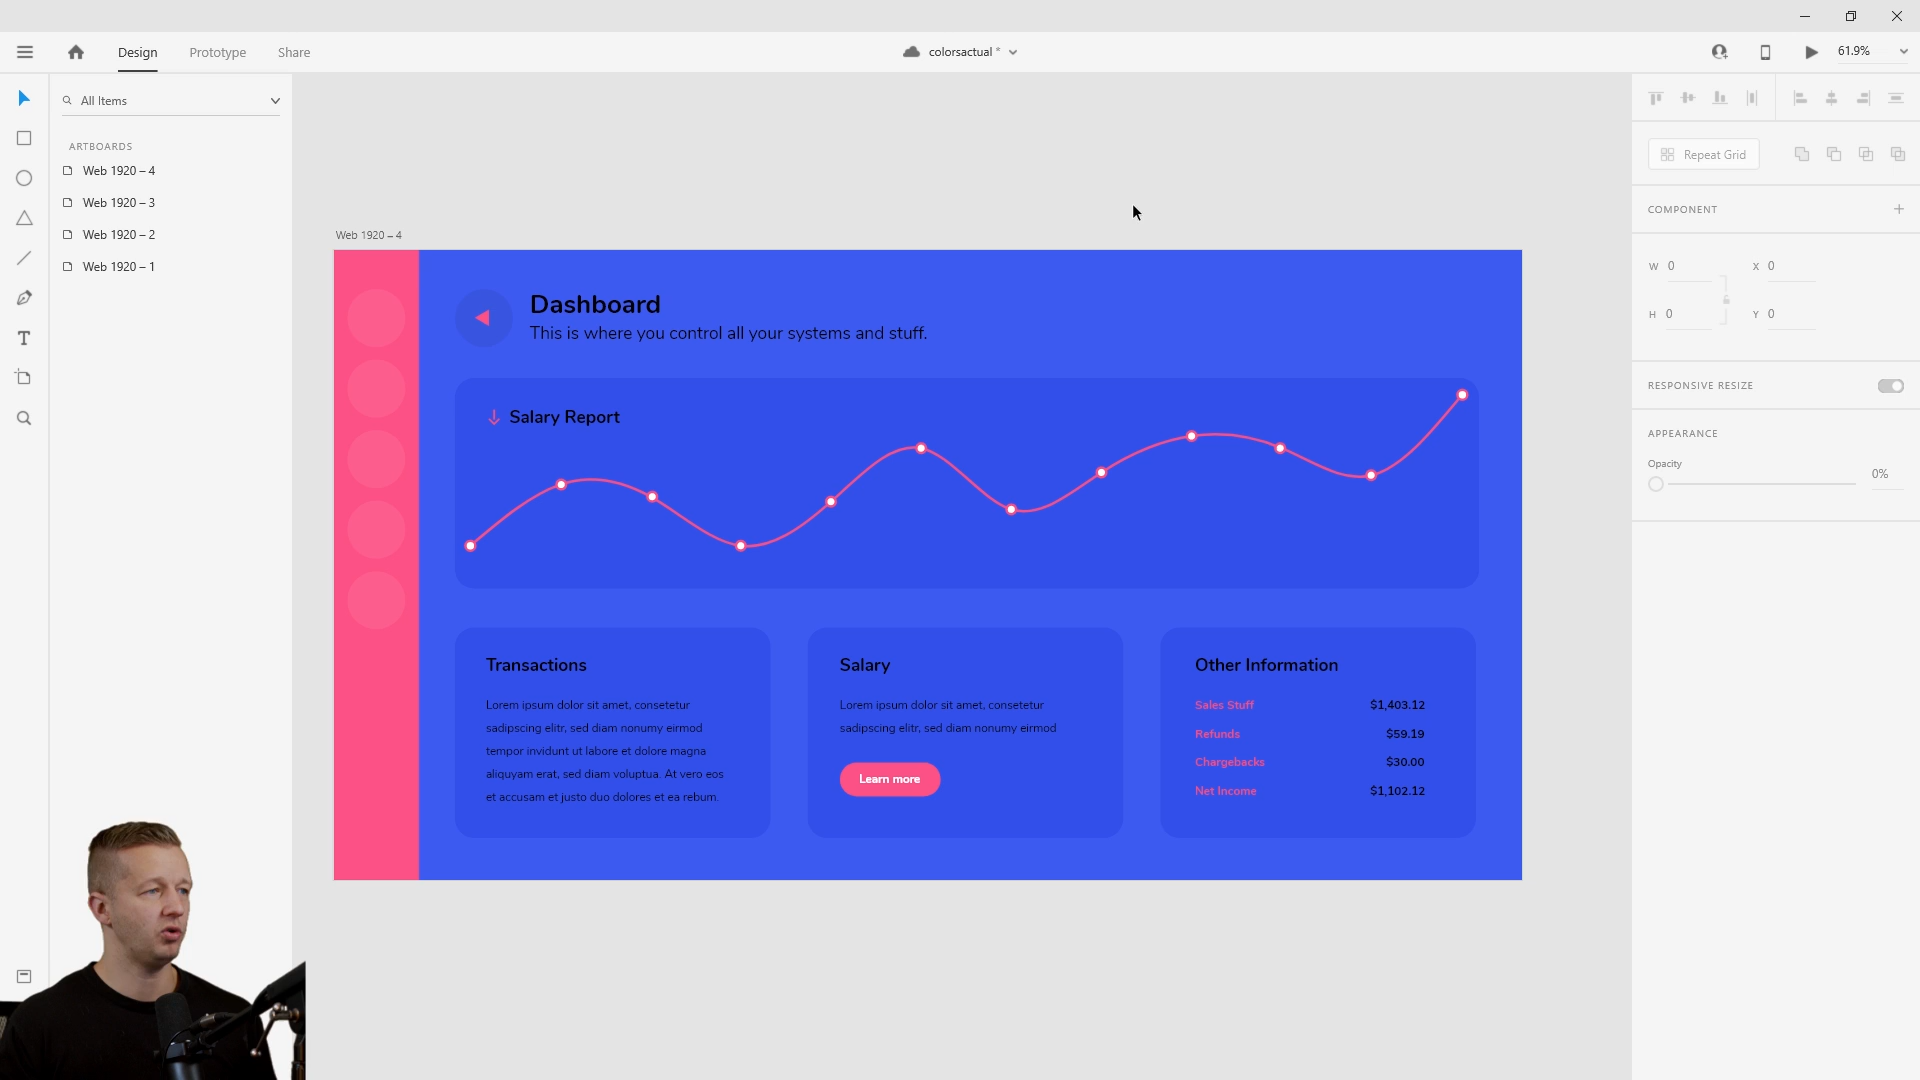 Design
Prototype
Share
colorsactual *
61.9%
All Items
ARTBOARDS
Web 1920 – 4
Web 1920 – 3
Web 1920 – 2
Web 1920 – 1
Web 1920 – 4
Dashboard
This is where you control all your systems and stuff.
Salary Report
Transactions
Lorem ipsum dolor sit amet, consetetur
sadipscing elitr, sed diam nonumy eirmod
tempor invidunt ut labore et dolore magna
aliquyam erat, sed diam voluptua. At vero eos
et accusam et justo duo dolores et ea rebum.
Salary
Lorem ipsum dolor sit amet, consetetur
sadipscing elitr, sed diam nonumy eirmod
Learn more
Other Information
Sales Stuff $1,403.12
Refunds $59.19
Chargebacks $30.00
Net Income $1,102.12
Repeat Grid
COMPONENT
W 0 X 0
H 0 Y 0
RESPONSIVE RESIZE
APPEARANCE
Opacity
0%